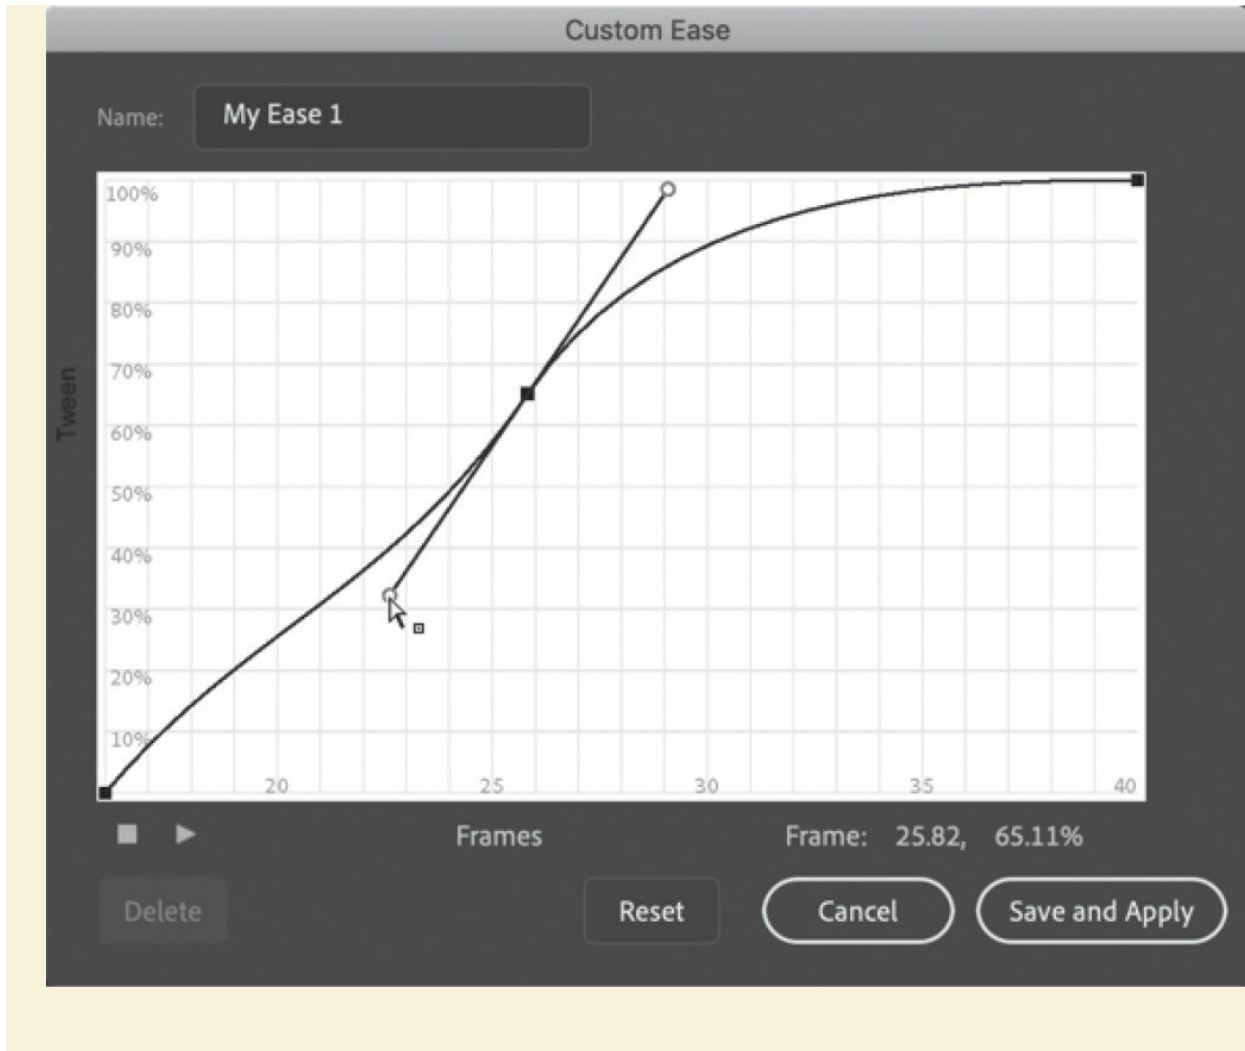 Custom Ease
Name: My Ease 1
100%
90%
80%
70%
60%
50%
40%
30%
20%
10%
Tween
20 25 30 35 40
Frames Frame: 25.82, 65.11%
Delete Reset Cancel Save and Apply